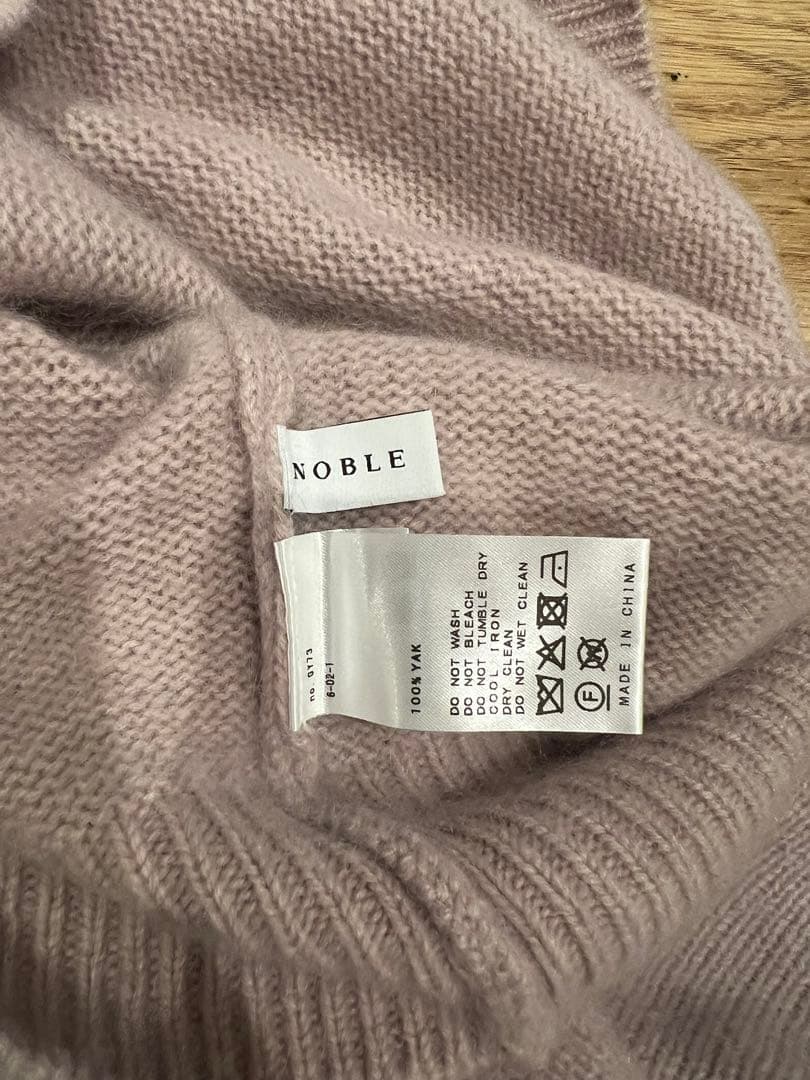 NOBLE
no. 0173
6-02-1
100% YAK
DO NOT WASH
DO NOT BLEACH
DO NOT TUMBLE DRY
COOL IRON
DRY CLEAN
DO NOT WET CLEAN
F
MADE IN CHINA